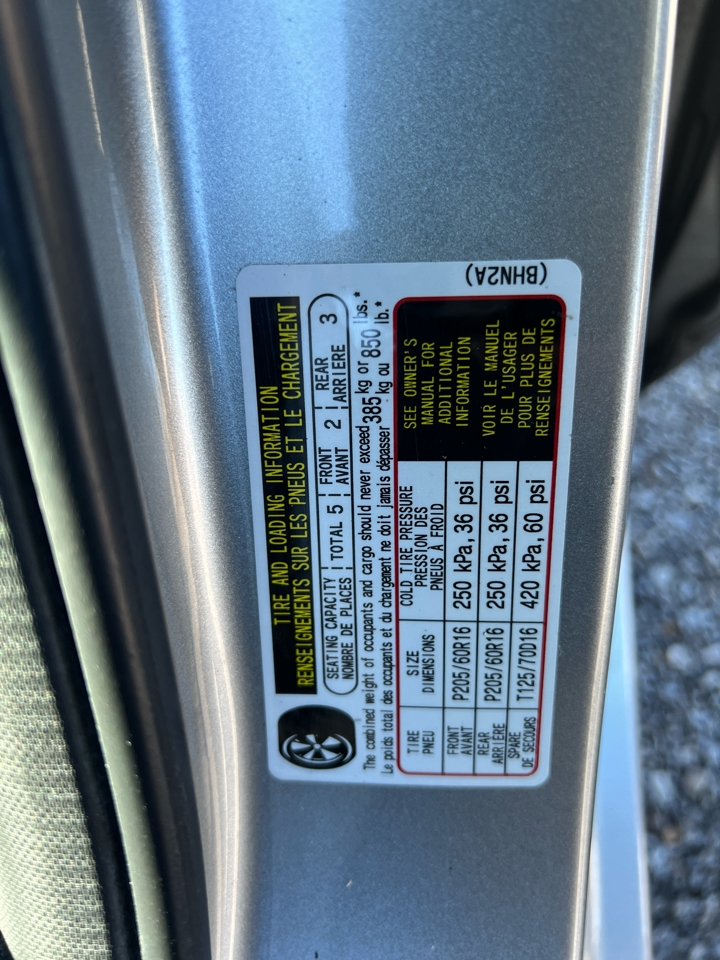 TIRE AND LOADING INFORMATION
RENSEIGNEMENTS SUR LES PNEUS ET LE CHARGEMENT
SEATING CAPACITY TOTAL 5 FRONT 2 REAR 3
NOMBRE DE PLACES AVANT ARRIÈRE
The combined weight of occupants and cargo should never exceed 385 kg or 850 lbs.*
Le poids total des occupants et du chargement ne doit jamais dépasser kg ou lb.*
TIRE SIZE COLD TIRE PRESSURE
PNEU DIMENSIONS PRESSION DES
PNEUS À FROID
FRONT P205/60R16 250 kPa, 36 psi
AVANT
REAR P205/60R16 250 kPa, 36 psi
ARRIÈRE
SPARE T125/70D16 420 kPa, 60 psi
DE SECOURS
SEE OWNER'S
MANUAL FOR
ADDITIONAL
INFORMATION
VOIR LE MANUEL
DE L'USAGER
POUR PLUS DE
RENSEIGNEMENTS
(BHN2A)